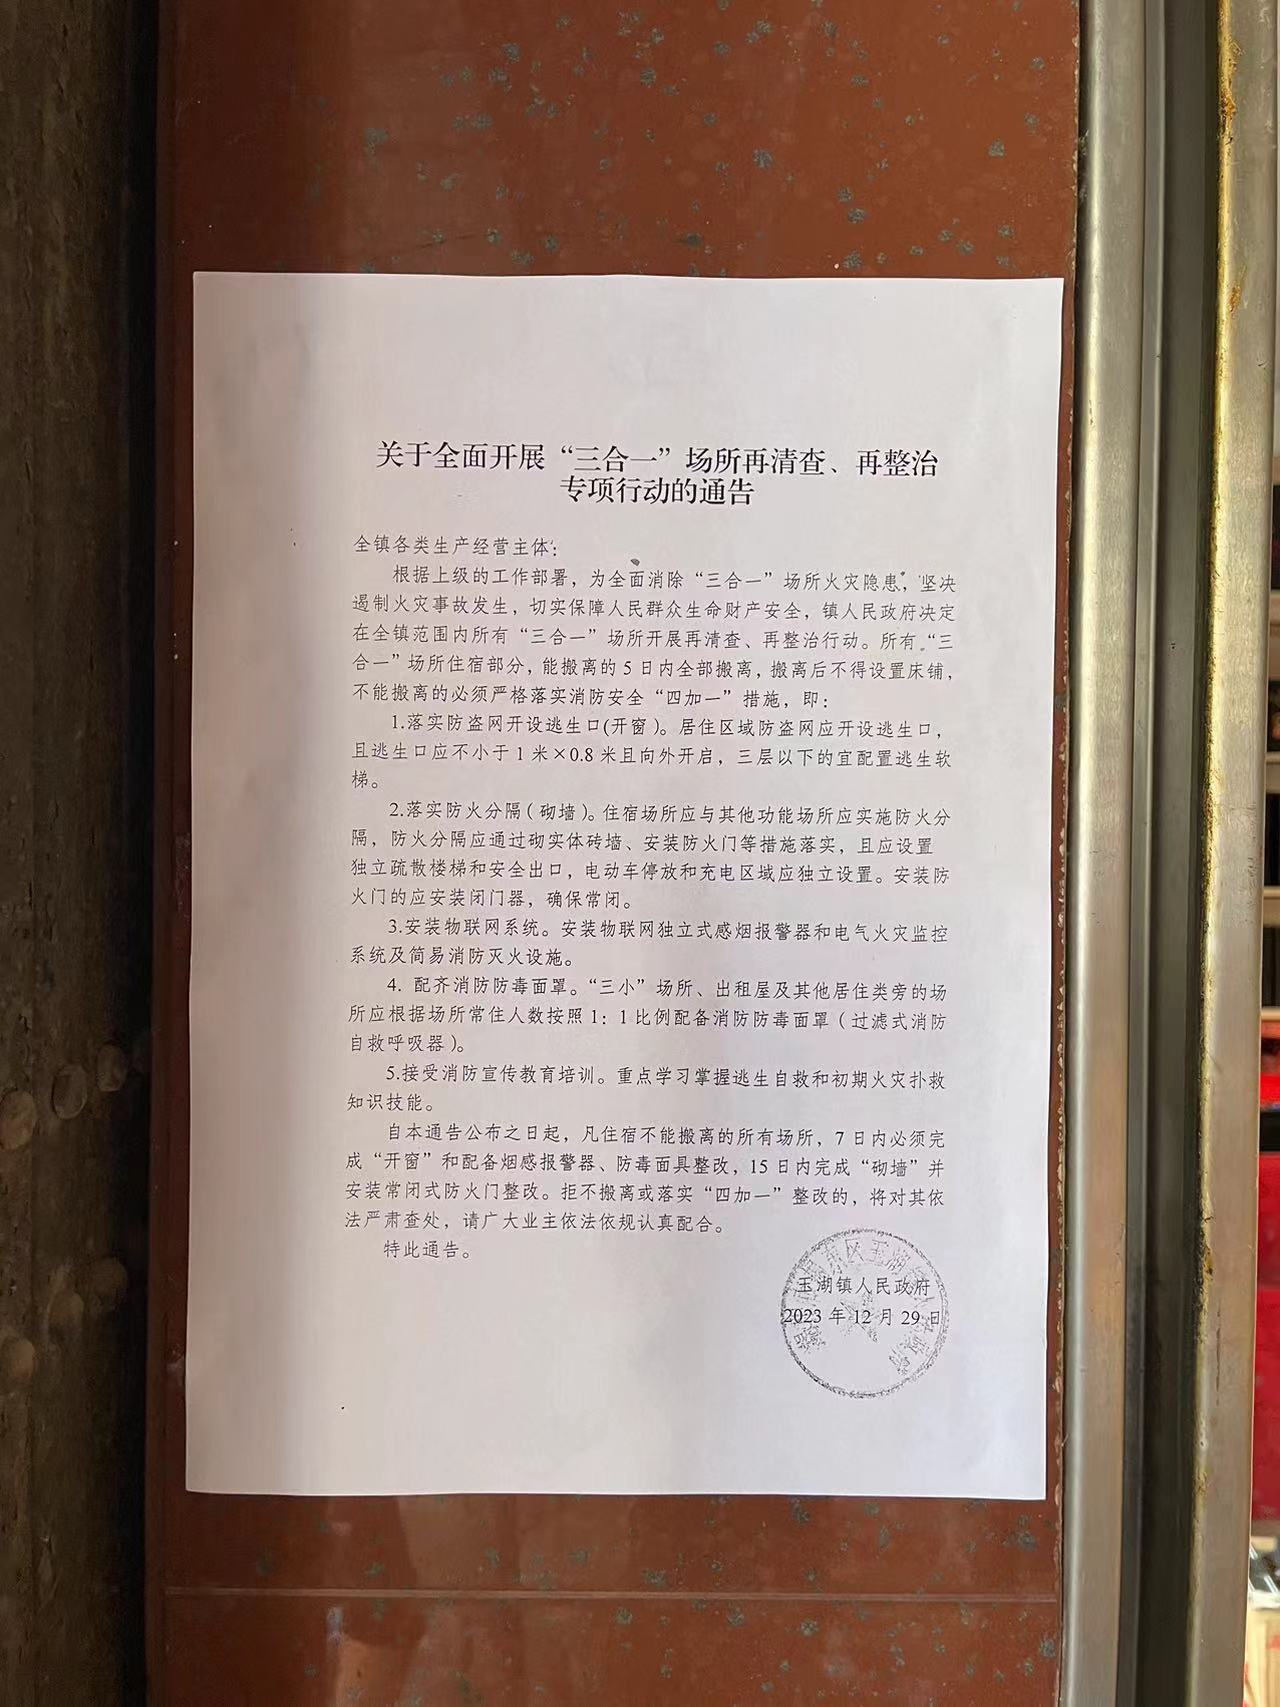 关于全面开展“三合一”场所再清查、再整治
专项行动的通告
全镇各类生产经营主体：
根据上级的工作部署，为全面消除“三合一”场所火灾隐患，坚决
遏制火灾事故发生，切实保障人民群众生命财产安全，镇人民政府决定
在全镇范围内所有“三合一”场所开展再清查、再整治行动。所有“三
合一”场所住宿部分，能搬离的 5 日内全部搬离，搬离后不得设置床铺，
不能搬离的必须严格落实消防安全“四加一”措施，即：
1.落实防盗网开设逃生口(开窗）。居住区域防盗网应开设逃生口，
且逃生口应不小于 1 米×0.8 米且向外开启，三层以下的宜配置逃生软
梯。
2.落实防火分隔（砌墙）。住宿场所应与其他功能场所应实施防火分
隔，防火分隔应通过砌实体砖墙、安装防火门等措施落实，且应设置
独立疏散楼梯和安全出口，电动车停放和充电区域应独立设置。安装防
火门的应安装闭门器，确保常闭。
3.安装物联网系统。安装物联网独立式感烟报警器和电气火灾监控
系统及简易消防灭火设施。
4. 配齐消防防毒面罩。“三小”场所、出租屋及其他居住类旁的场
所应根据场所常住人数按照 1：1 比例配备消防防毒面罩（过滤式消防
自救呼吸器）。
5.接受消防宣传教育培训。重点学习掌握逃生自救和初期火灾扑救
知识技能。
自本通告公布之日起，凡住宿不能搬离的所有场所，7 日内必须完
成“开窗”和配备烟感报警器、防毒面具整改，15 日内完成“砌墙”并
安装常闭式防火门整改。拒不搬离或落实“四加一”整改的，将对其依
法严肃查处，请广大业主依法依规认真配合。
特此通告。
玉湖镇人民政府
2023 年 12 月 29 日